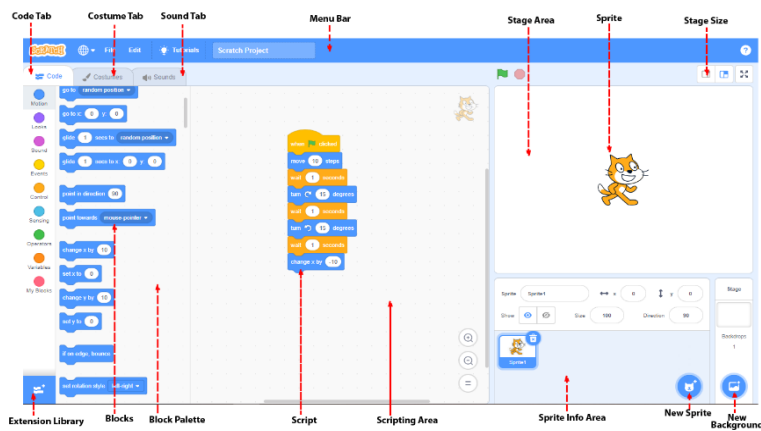 Code Tab
Costume Tab
Sound Tab
Menu Bar
Stage Area
Sprite
Stage Size
SCRATCH
File
Edit
Tutorials
Scratch Project
?
Code
Costumes
Sounds
Motion
Looks
Sound
Events
Control
Sensing
Operators
Variables
My Blocks
go to random position
go to x: 0 y: 0
glide 1 secs to random position
glide 1 secs to x 0 y 0
point in direction 90
point towards mouse-pointer
change x by 10
set x to 0
change y by 10
set y to 0
if on edge, bounce
set rotation style left-right
when clicked
move 10 steps
wait 1 seconds
turn 15 degrees
wait 1 seconds
turn 15 degrees
wait 1 seconds
change x by -10
Sprite Sprite1 x 0 y 0
Show Size 100 Direction 90
Sprite1
Stage
Backdrops
1
Extension Library
Blocks
Block Palette
Script
Scripting Area
Sprite Info Area
New Sprite
New
Background